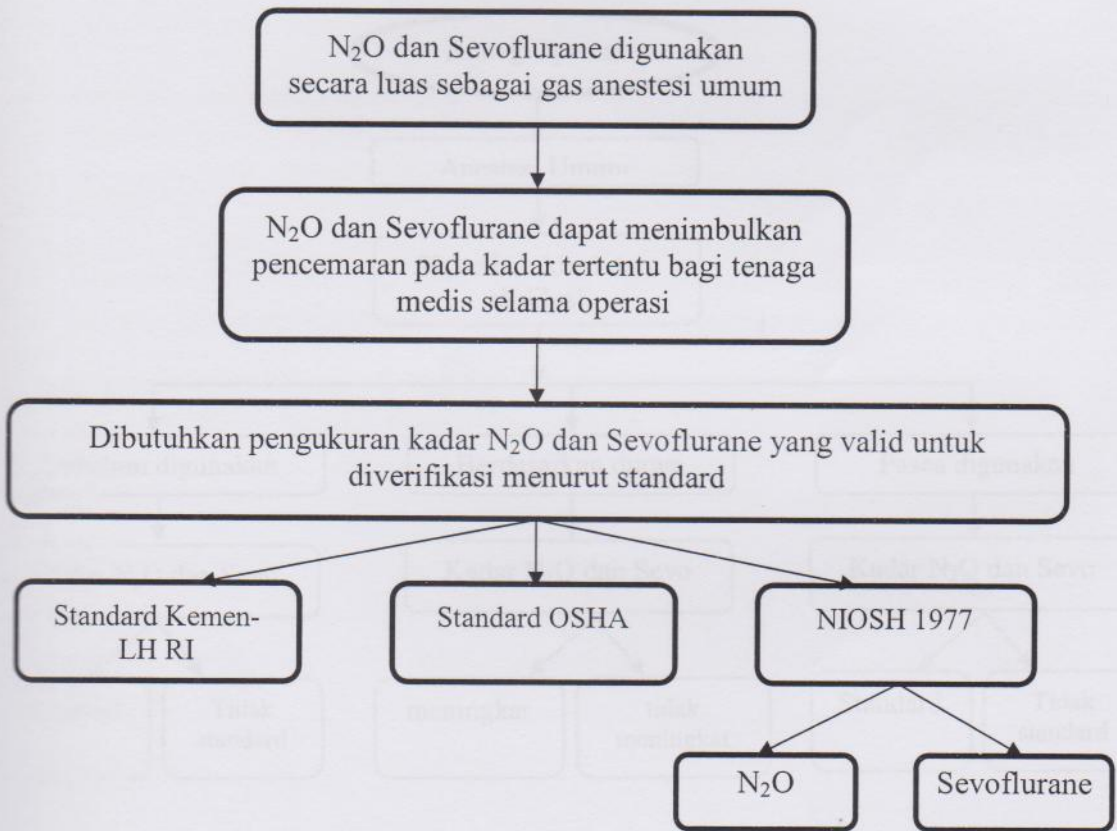 N₂O dan Sevoflurane digunakan
secara luas sebagai gas anestesi umum
N₂O dan Sevoflurane dapat menimbulkan
pencemaran pada kadar tertentu bagi tenaga
medis selama operasi
Dibutuhkan pengukuran kadar N₂O dan Sevoflurane yang valid untuk
diverifikasi menurut standard
Standard Kemen-
LH RI
Standard OSHA
NIOSH 1977
N₂O
Sevoflurane